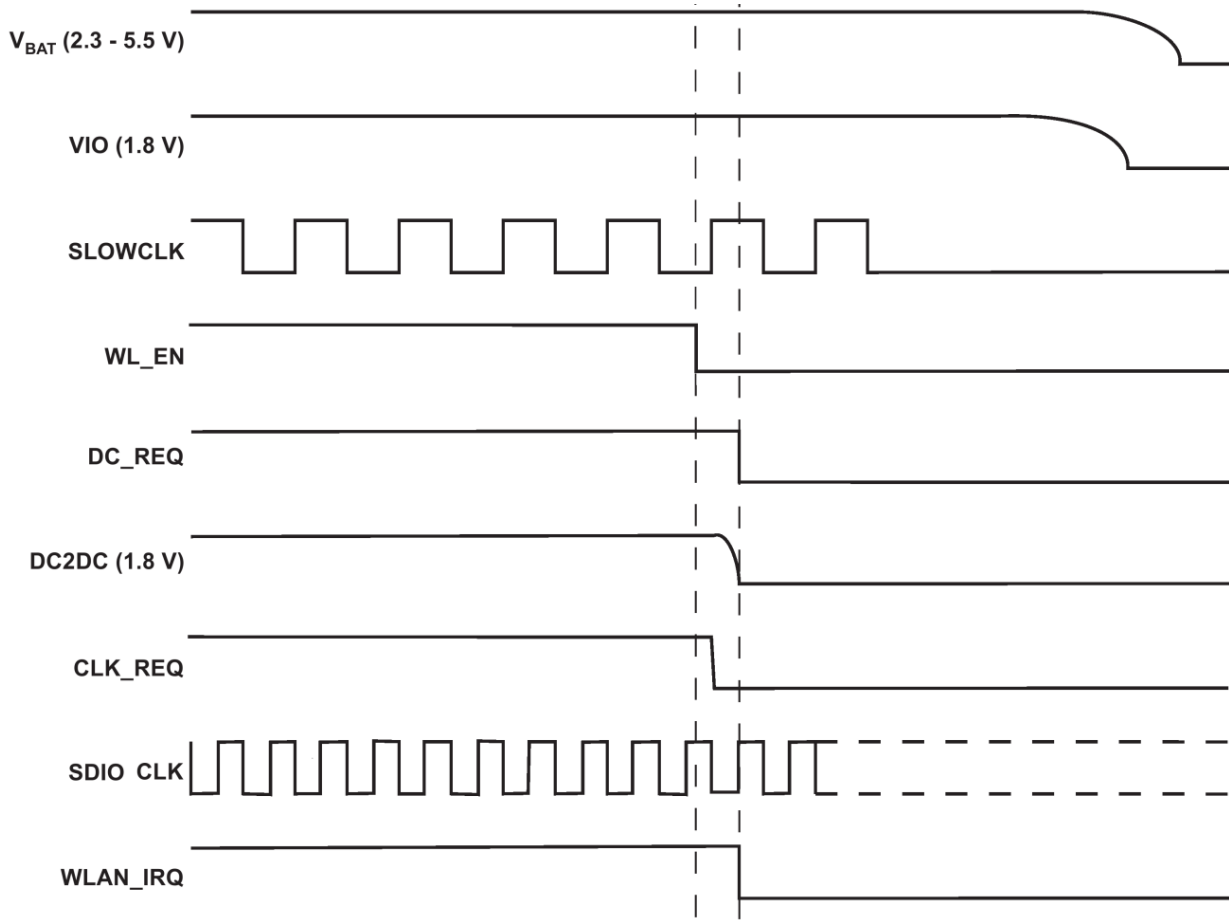 V_BAT (2.3 - 5.5 V)
VIO (1.8 V)
SLOWCLK
WL_EN
DC_REQ
DC2DC (1.8 V)
CLK_REQ
SDIO CLK
WLAN_IRQ